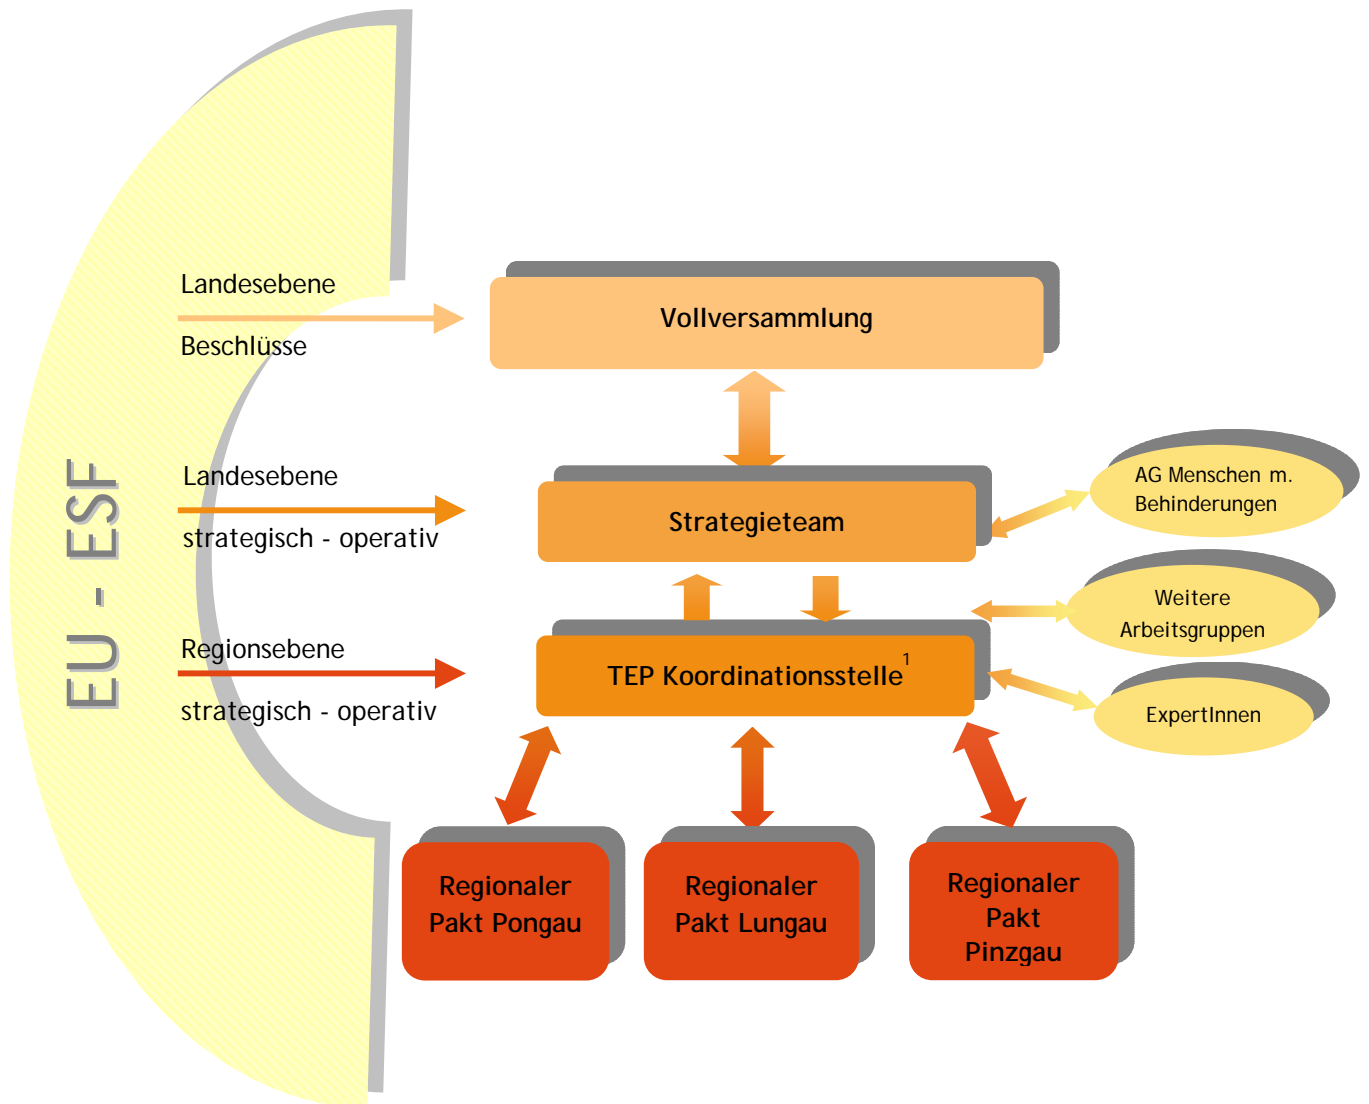 EU - ESF
Landesebene
Beschlüsse
Vollversammlung
Landesebene
strategisch - operativ
Strategieteam
AG Menschen m.
Behinderungen
Weitere
Arbeitsgruppen
Regionsebene
strategisch - operativ
TEP Koordinationsstelle¹
ExpertInnen
Regionaler
Pakt Pongau
Regionaler
Pakt Lungau
Regionaler
Pakt
Pinzgau